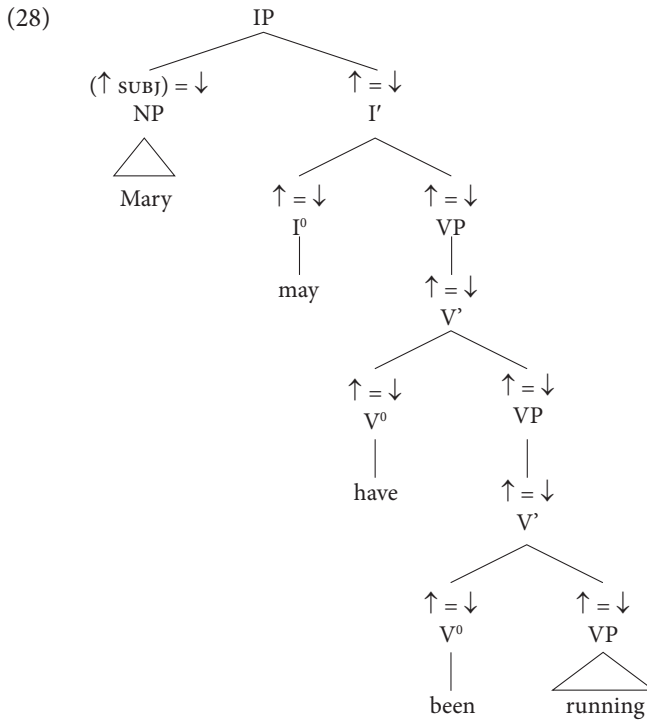 (28) IP
(↑ SUBJ) = ↓ ↑ = ↓
NP I′
Mary
↑ = ↓ ↑ = ↓
I⁰ VP
may ↑ = ↓
V’
↑ = ↓ ↑ = ↓
V⁰ VP
have ↑ = ↓
V’
↑ = ↓ ↑ = ↓
V⁰ VP
been running